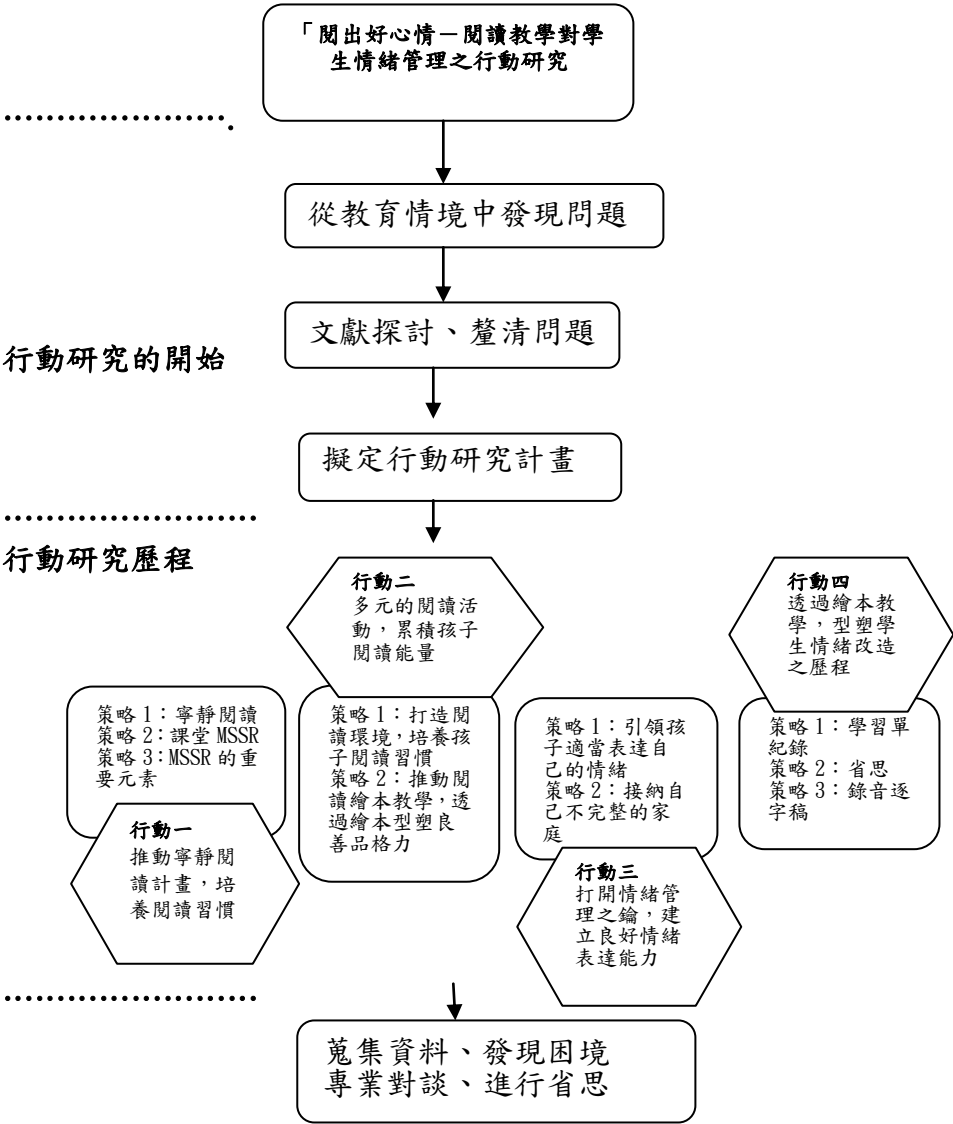 「閱出好心情－閱讀教學對學
生情緒管理之行動研究
…………………….
從教育情境中發現問題
文獻探討、釐清問題
行動研究的開始
擬定行動研究計畫
……………………
行動研究歷程
策略 1：寧靜閱讀
策略 2：課堂 MSSR
策略 3：MSSR 的重
要元素
行動一
推動寧靜閱
讀計畫，培
養閱讀習慣
行動二
多元的閱讀活
動，累積孩子
閱讀能量
策略 1：打造閱
讀環境，培養孩
子閱讀習慣
策略 2：推動閱
讀繪本教學，透
過繪本型塑良
善品格力
策略 1：引領孩
子適當表達自
己的情緒
策略 2：接納自
己不完整的家
庭
行動三
打開情緒管
理之鑰，建
立良好情緒
表達能力
行動四
透過繪本教
學，型塑學
生情緒改造
之歷程
策略 1：學習單
紀錄
策略 2：省思
策略 3：錄音逐
字稿
……………………
蒐集資料、發現困境
專業對談、進行省思